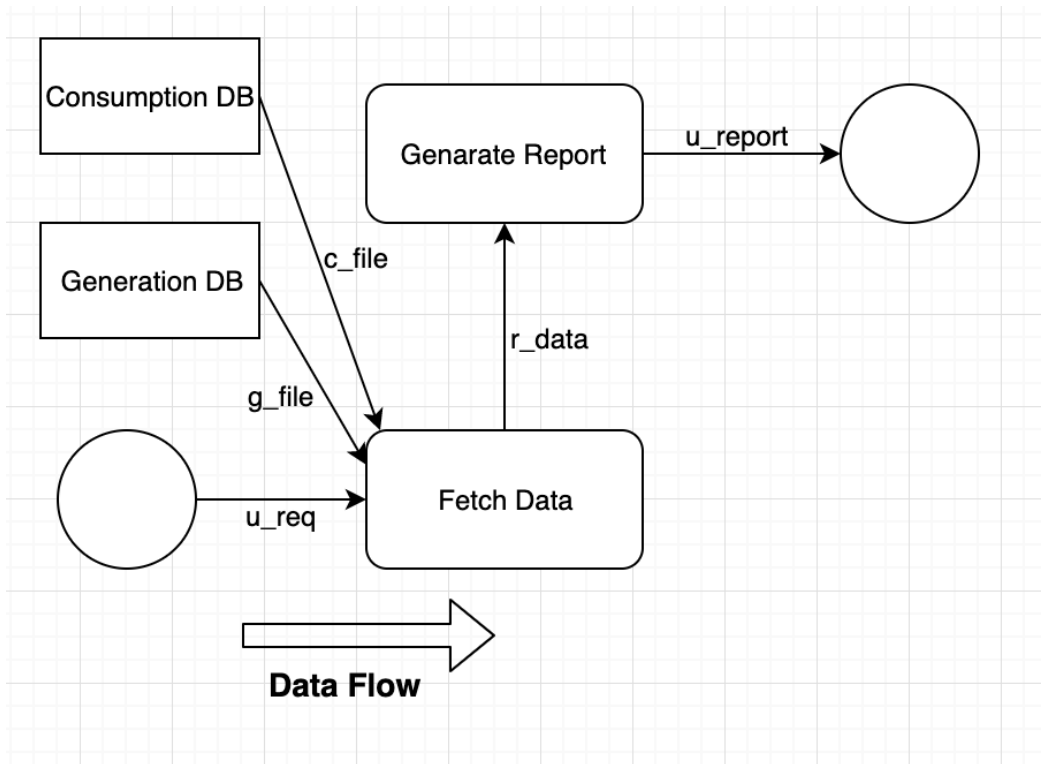 Consumption DB
Genarate Report
u_report
c_file
Generation DB
r_data
g_file
Fetch Data
u_req
Data Flow